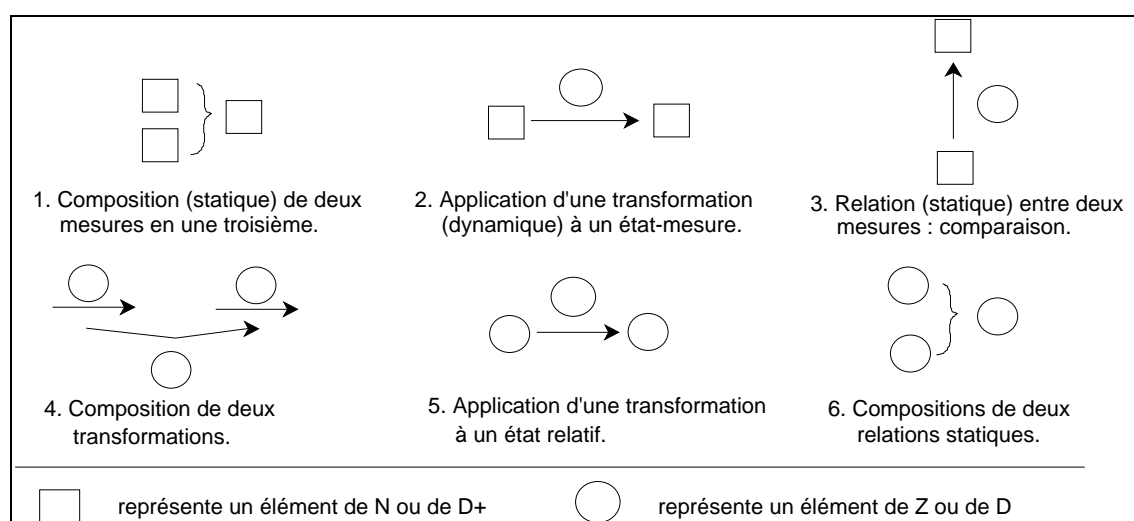 1. Composition (statique) de deux
mesures en une troisième.
2. Application d'une transformation
(dynamique) à un état-mesure.
3. Relation (statique) entre deux
mesures : comparaison.
4. Composition de deux
transformations.
5. Application d'une transformation
à un état relatif.
6. Compositions de deux
relations statiques.
représente un élément de N ou de D+
représente un élément de Z ou de D